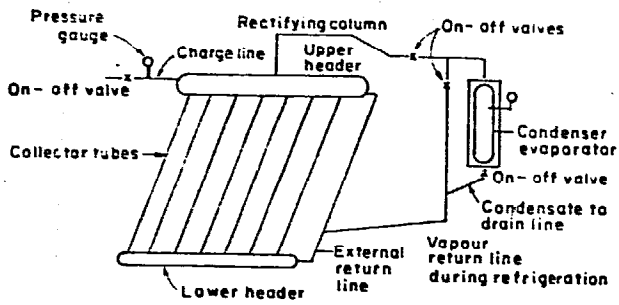 Pressure
gauge
Rectifying column
On-off valves
Charge line
Upper
header
On-off valve
Collector tubes
Condenser
evaporator
On-off valve
Condensate to
drain line
External
return
line
Vapour
return line
during refrigeration
Lower header